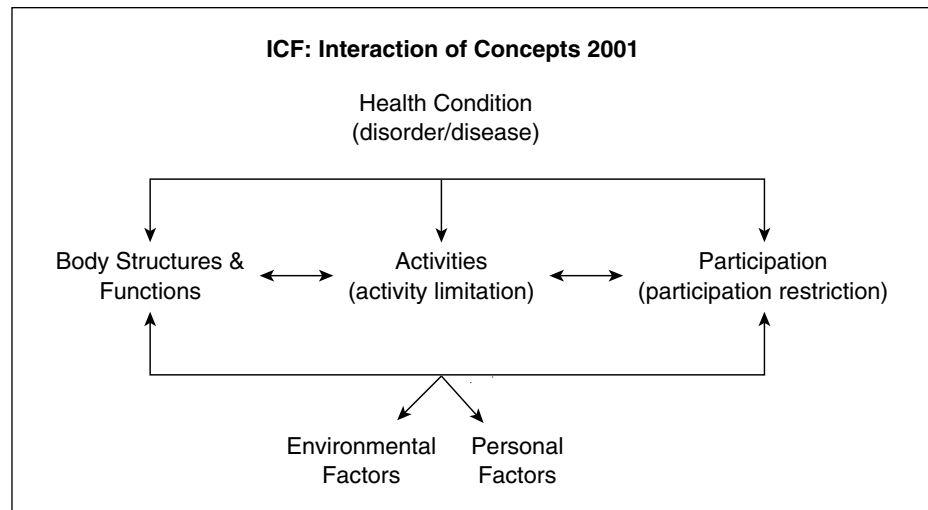 ICF: Interaction of Concepts 2001
Health Condition
(disorder/disease)
Body Structures &
Functions
Activities
(activity limitation)
Participation
(participation restriction)
Environmental
Factors
Personal
Factors